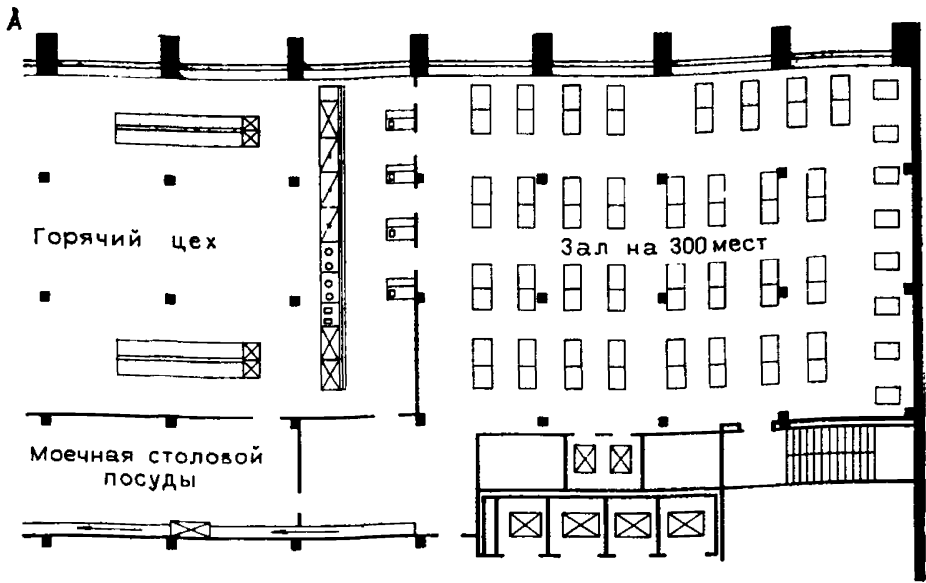 А
Горячий цех
Зал на 300 мест
Моечная столовой
посуды